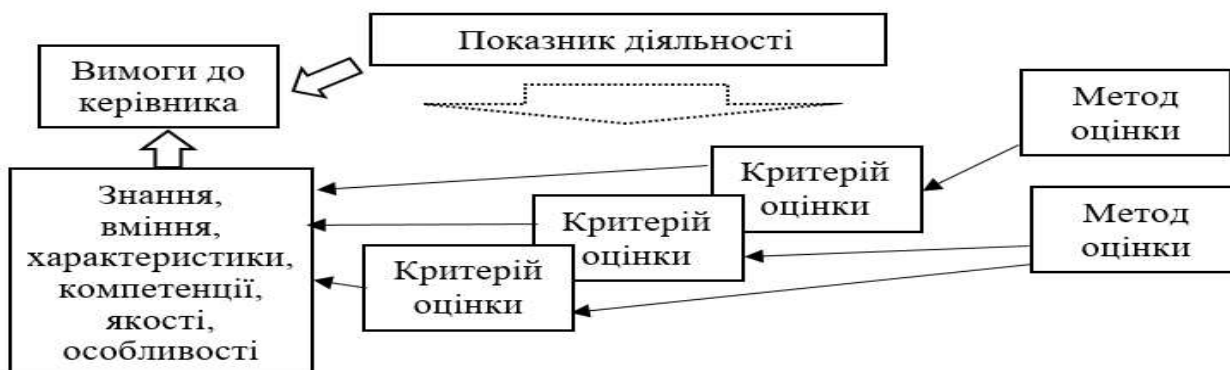 Показник діяльності
Вимоги до
керівника
Метод
оцінки
Критерій
оцінки
Знання,
вміння,
характеристики,
компетенції,
якості,
особливості
Критерій
оцінки
Метод
оцінки
Критерій
оцінки